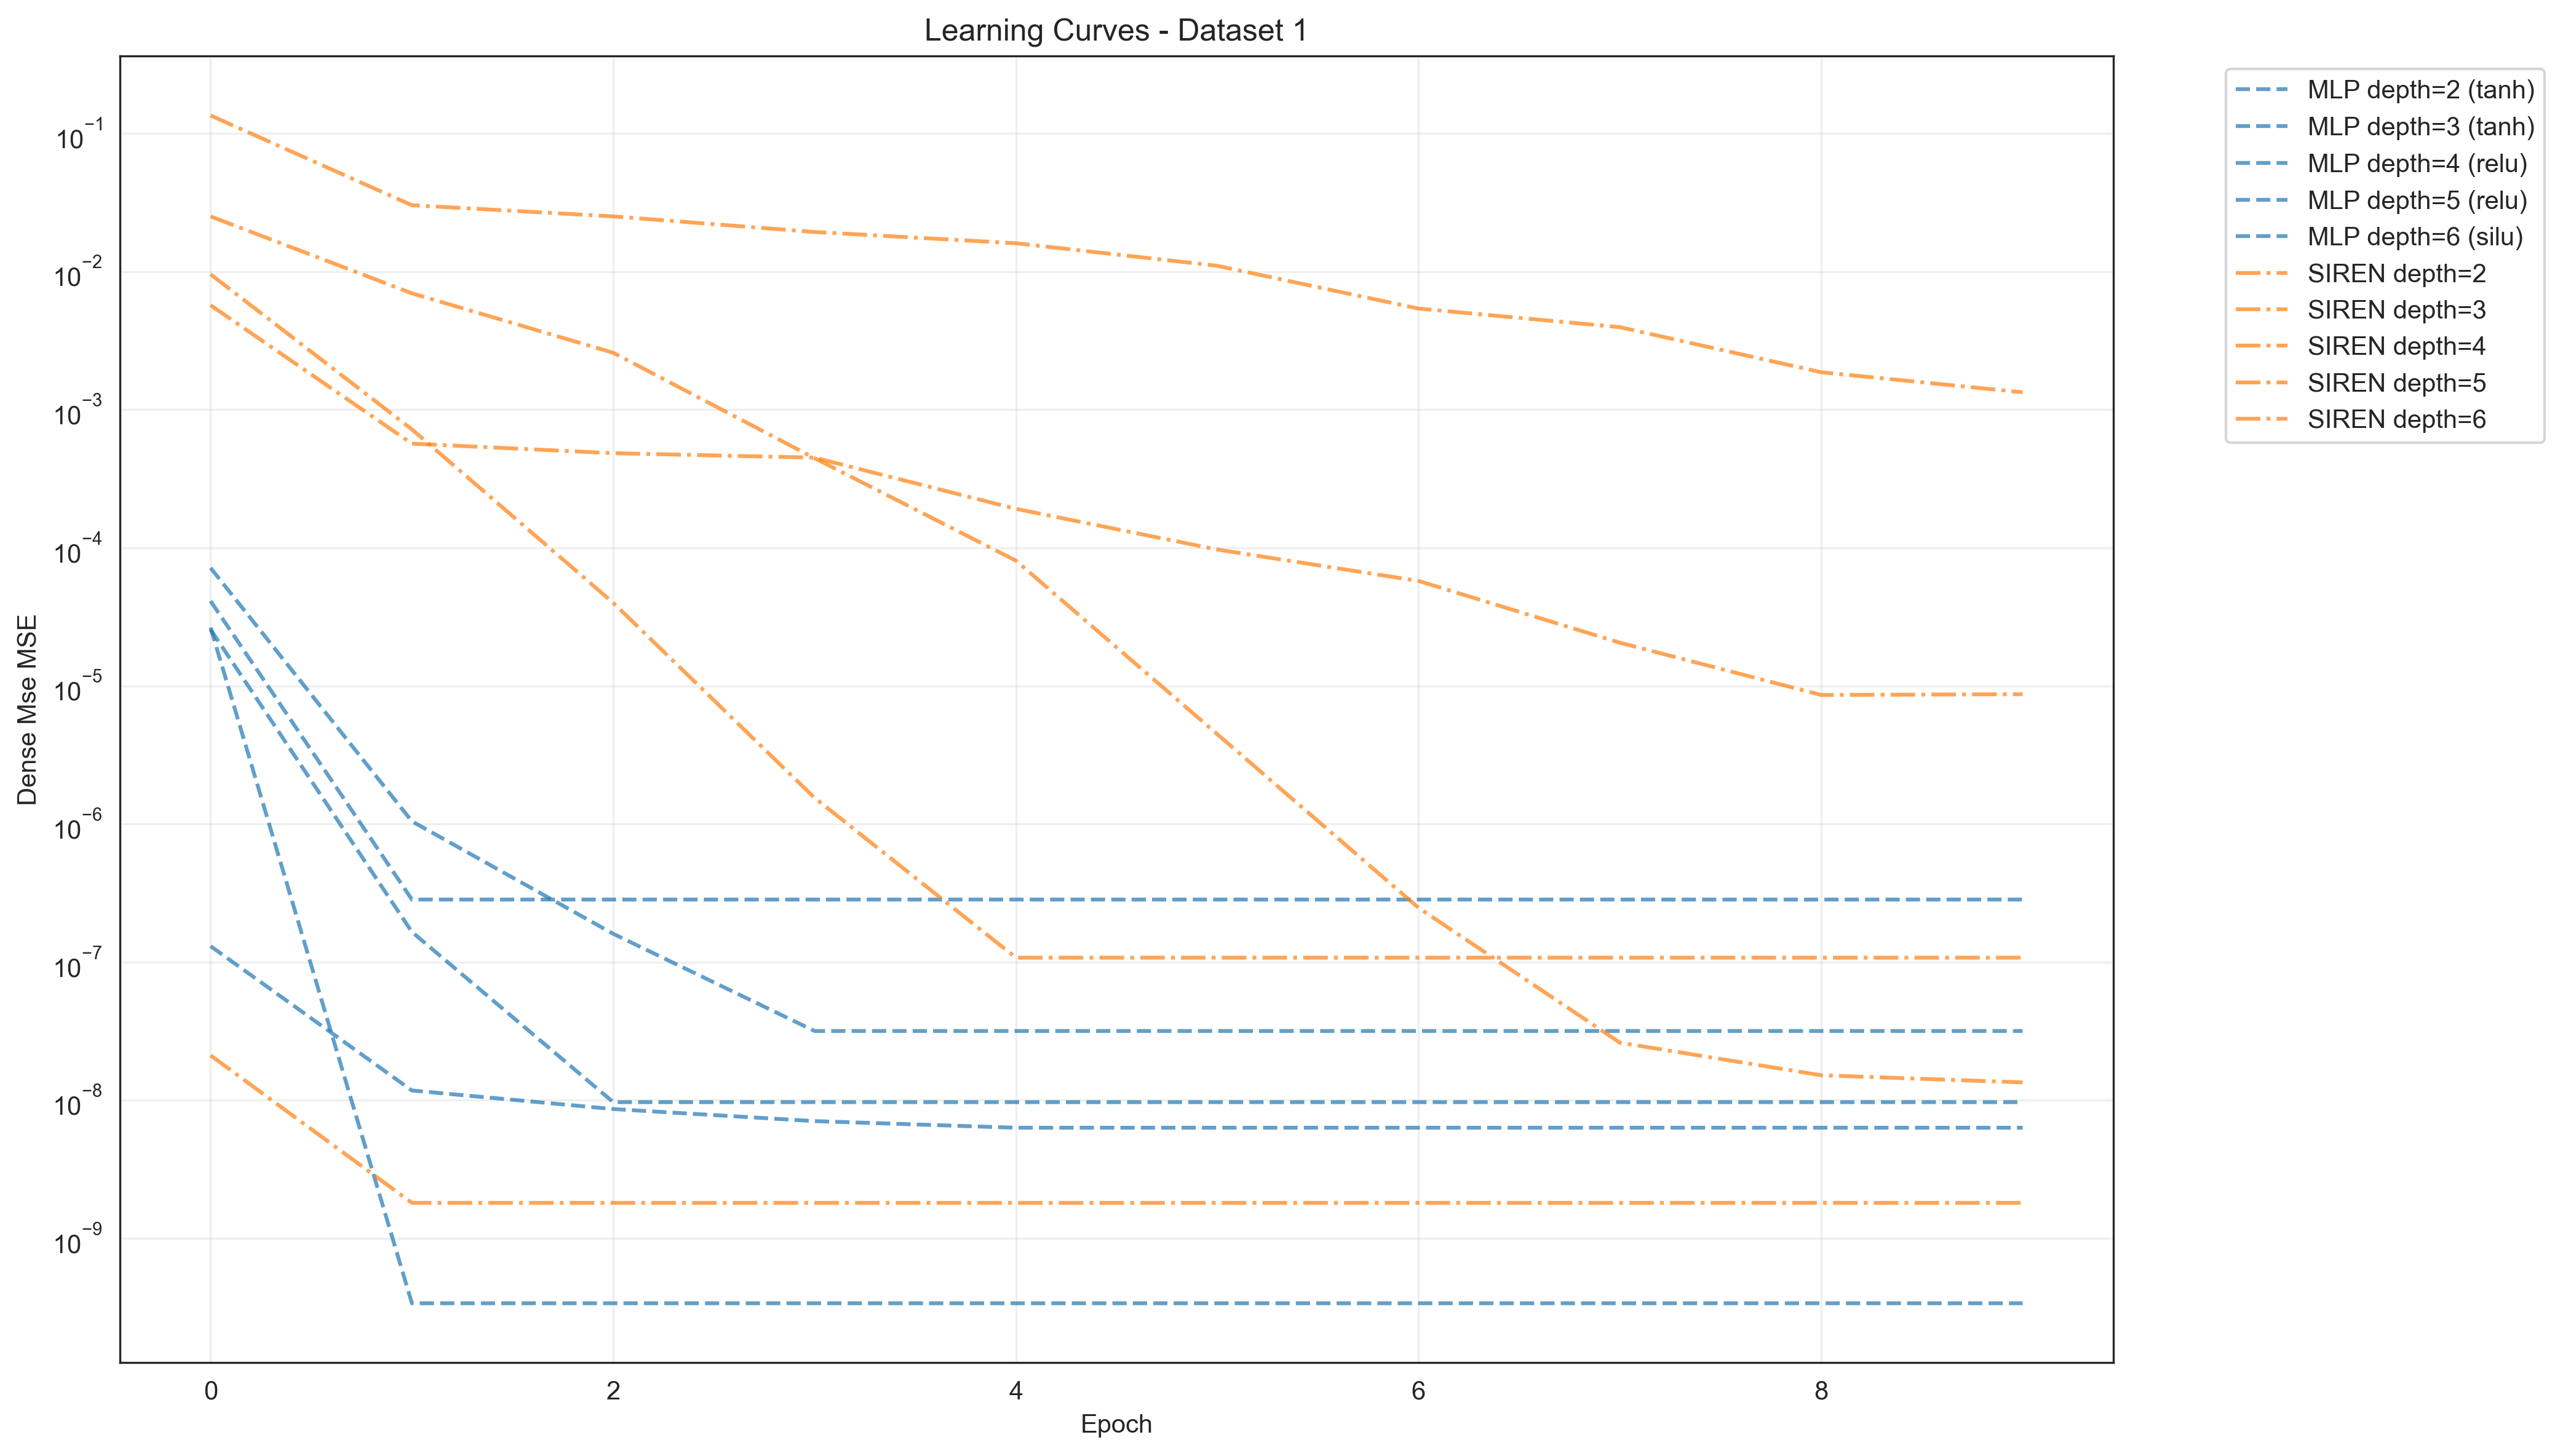 Learning Curves - Dataset 1
Dense Mse MSE
10⁻¹
10⁻²
10⁻³
10⁻⁴
10⁻⁵
10⁻⁶
10⁻⁷
10⁻⁸
10⁻⁹
0 2 4 6 8
Epoch
MLP depth=2 (tanh)
MLP depth=3 (tanh)
MLP depth=4 (relu)
MLP depth=5 (relu)
MLP depth=6 (silu)
SIREN depth=2
SIREN depth=3
SIREN depth=4
SIREN depth=5
SIREN depth=6